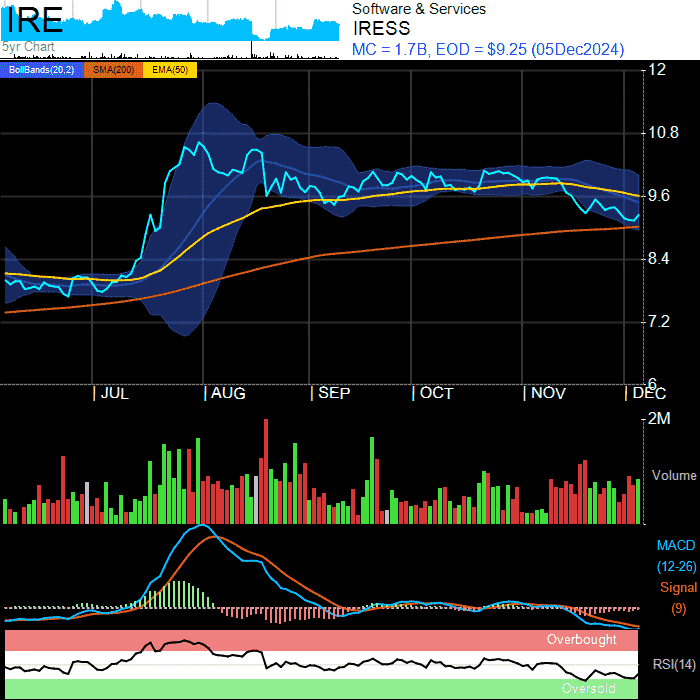 IRE
5yr Chart
Software & Services
IRESS
MC = 1.7B, EOD = $9.25 (05Dec2024)
BollBands(20,2) SMA(200) EMA(50)
12
10.8
9.6
8.4
7.2
6
| JUL | AUG | SEP | OCT | NOV | DEC
2M
Volume
MACD
(12-26)
Signal
(9)
Overbought
RSI(14)
Oversold